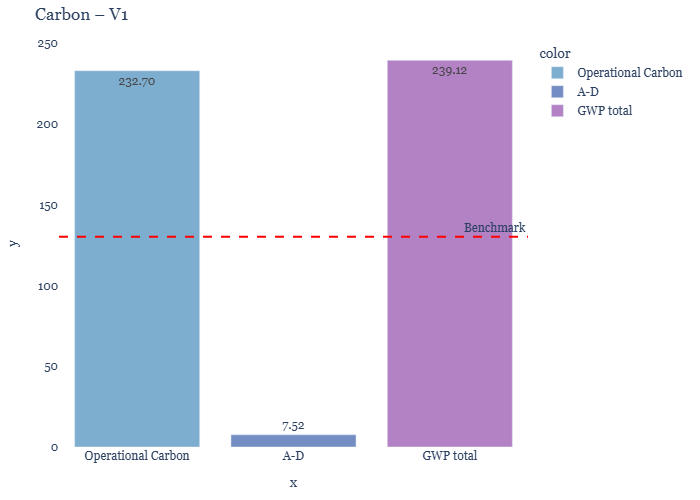 Carbon – V1
250
200
150
100
50
0
y
232.70
7.52
239.12
Benchmark
Operational Carbon
A-D
GWP total
x
color
Operational Carbon
A-D
GWP total